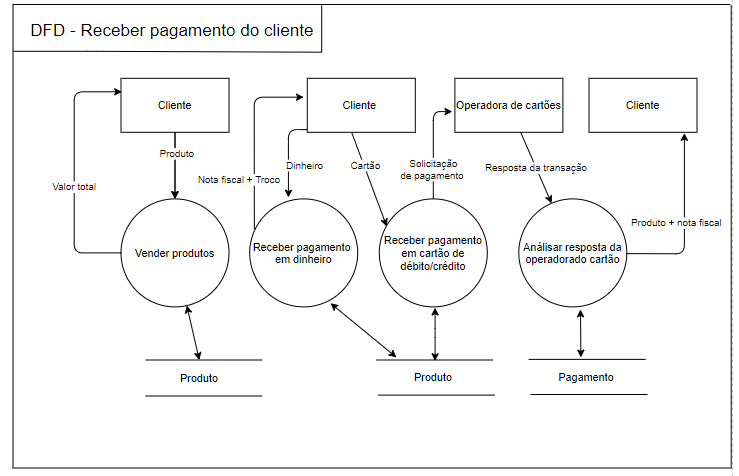 DFD - Receber pagamento do cliente
Cliente
Cliente
Operadora de cartões
Cliente
Produto
Dinheiro
Cartão
Solicitação
de pagamento
Resposta da transação
Valor total
Nota fiscal + Troco
Produto + nota fiscal
Vender produtos
Receber pagamento
em dinheiro
Receber pagamento
em cartão de
débito/crédito
Análisar resposta da
operadorado cartão
Produto
Produto
Pagamento